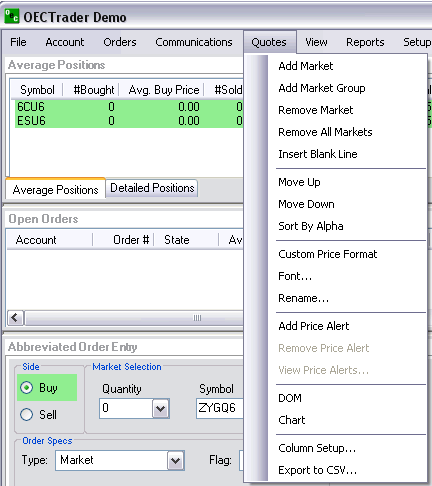 OEC OECTrader Demo
File Account Orders Communications Quotes View Reports Setup
Average Positions
Symbol #Bought Avg. Buy Price #Sold
6CU6 0 0.00 0
ESU6 0 0.00 0
Average Positions Detailed Positions
Open Orders
Account Order # State Av
Abbreviated Order Entry
Side Market Selection
Buy Quantity Symbol
Sell 0 ZYGQ6
Order Specs
Type: Market Flag:
Add Market
Add Market Group
Remove Market
Remove All Markets
Insert Blank Line
Move Up
Move Down
Sort By Alpha
Custom Price Format
Font...
Rename...
Add Price Alert
Remove Price Alert
View Price Alerts...
DOM
Chart
Column Setup...
Export to CSV...